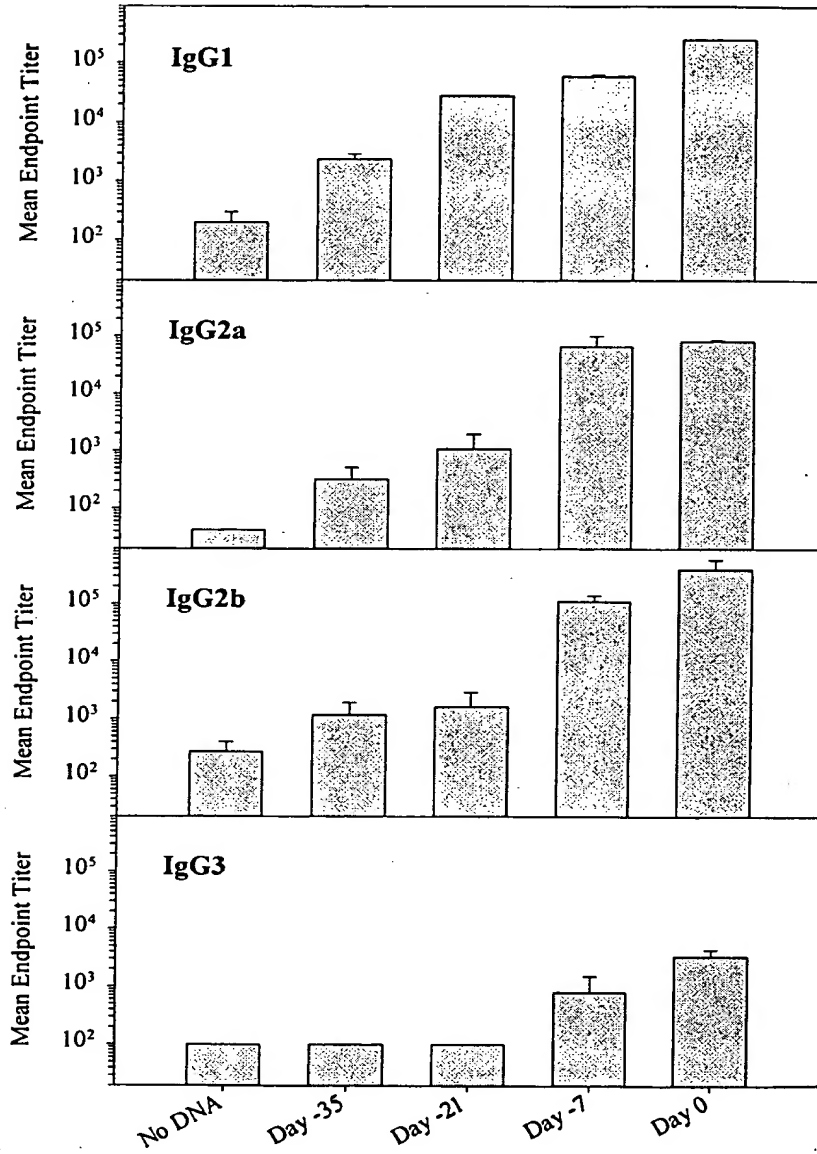 IgG1
Mean Endpoint Titer
10⁵
10⁴
10³
10²
IgG2a
Mean Endpoint Titer
10⁵
10⁴
10³
10²
IgG2b
Mean Endpoint Titer
10⁵
10⁴
10³
10²
IgG3
Mean Endpoint Titer
10⁵
10⁴
10³
10²
No DNA
Day -35
Day -21
Day -7
Day 0